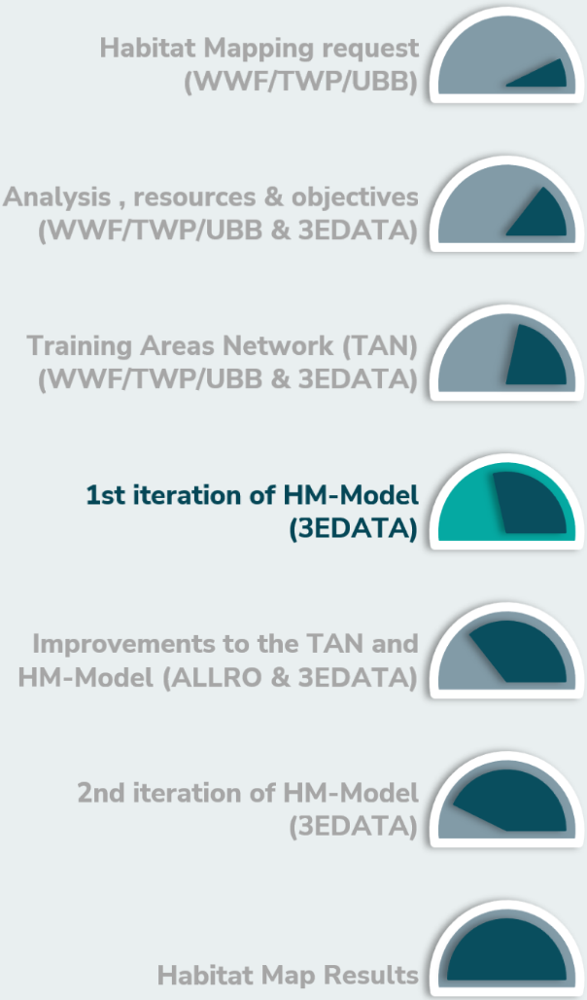 Habitat Mapping request
(WWF/TWP/UBB)
Analysis , resources & objectives
(WWF/TWP/UBB & 3EDATA)
Training Areas Network (TAN)
(WWF/TWP/UBB & 3EDATA)
1st iteration of HM-Model
(3EDATA)
Improvements to the TAN and
HM-Model (ALLRO & 3EDATA)
2nd iteration of HM-Model
(3EDATA)
Habitat Map Results